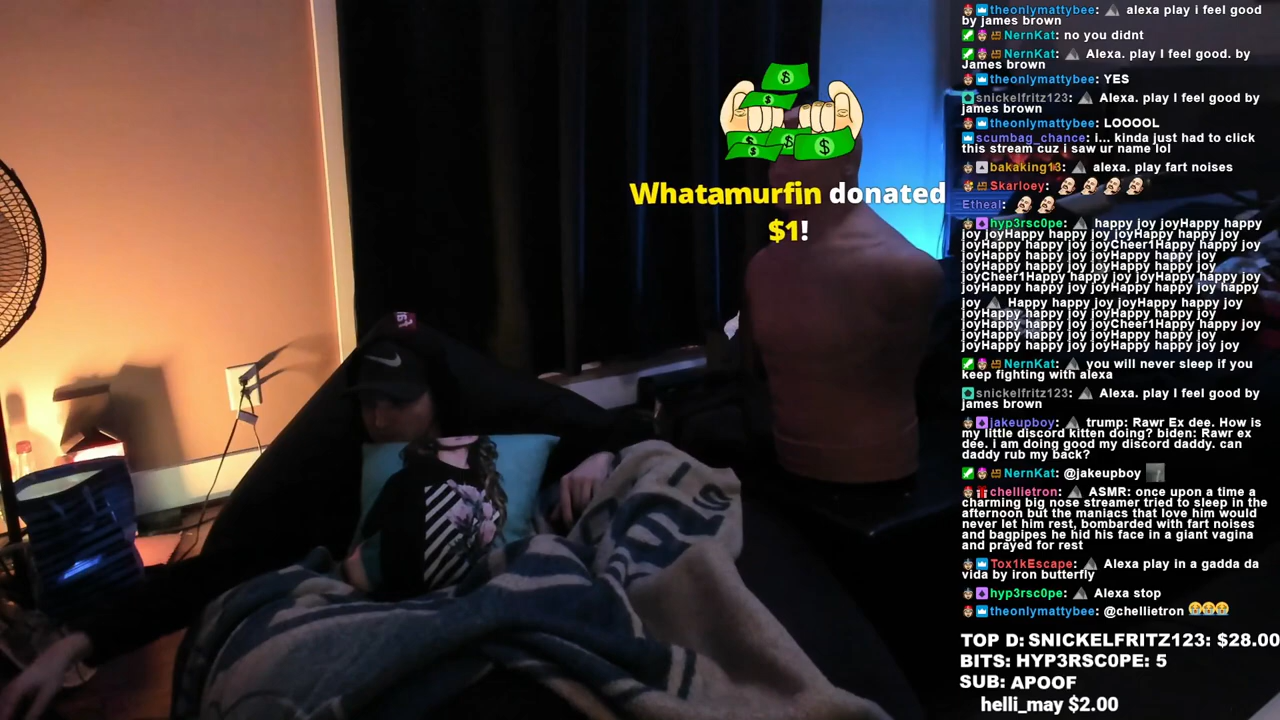 theonlymattybee: alexa play i feel good
by james brown
NernKat: no you didnt
NernKat: Alexa. play I feel good. by
James brown
theonlymattybee: YES
snickelfritz123: Alexa. play I feel good by
james brown
theonlymattybee: LOOOOL
scumbag_chance: i... kinda just had to click
this stream cuz i saw ur name lol
bakaking13: alexa. play fart noises
Skarloey:
Etheal:
hyp3rsc0pe: happy joy joyHappy happy
joy joyHappy happy joy joyHappy happy joy
joyHappy happy joy joyCheer1Happy happy joy
joyHappy happy joy joyHappy happy joy
joyHappy happy joy joyHappy happy joy
joyCheer1Happy happy joy joyHappy happy joy
joyHappy happy joy joyHappy happy joy happy
joy Happy happy joy joyHappy happy joy
joyHappy happy joy joyHappy happy joy
joyHappy happy joy joyCheer1Happy happy joy
joyHappy happy joy joyHappy happy joy
joyHappy happy joy joyHappy happy joy joy
NernKat: you will never sleep if you
keep fighting with alexa
snickelfritz123: Alexa. play I feel good by
james brown
jakeupboy: trump: Rawr Ex dee. How is
my little discord kitten doing? biden: Rawr ex
dee. i am doing good my discord daddy. can
daddy rub my back?
NernKat: @jakeupboy
chellietron: ASMR: once upon a time a
charming big nose streamer tried to sleep in the
afternoon but the maniacs that love him would
never let him rest, bombarded with fart noises
and bagpipes he hid his face in a giant vagina
and prayed for rest
Tox1kEscape: Alexa play in a gadda da
vida by iron butterfly
hyp3rsc0pe: Alexa stop
theonlymattybee: @chellietron
TOP D: SNICKELFRITZ123: $28.00
BITS: HYP3RSC0PE: 5
SUB: APOOF
helli_may $2.00
Whatamurfin donated
$1!